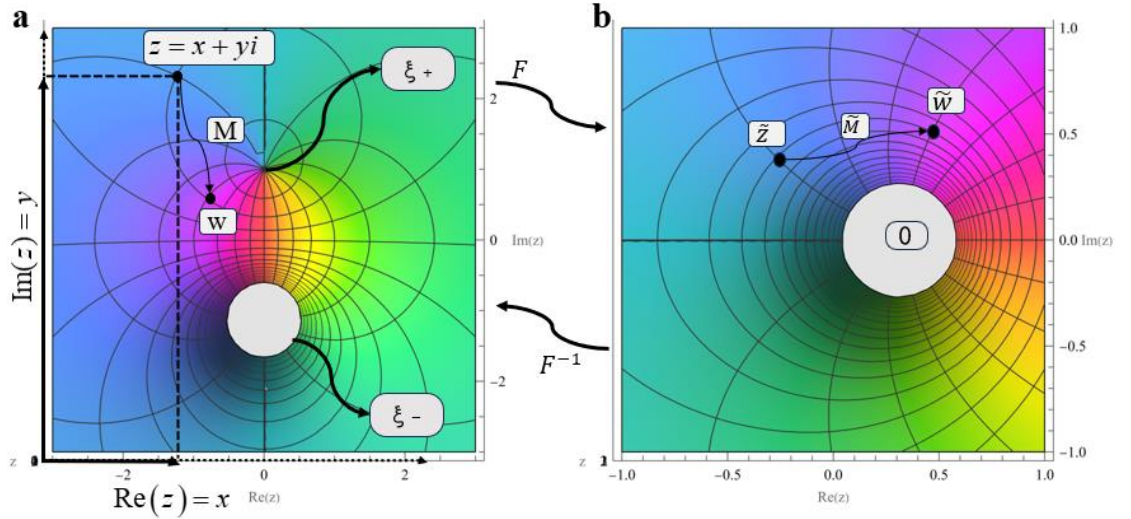 a
b
z = x + yi
ξ +
F
M
w
Z̃
M̃
W̃
0
ξ −
F⁻¹
Im(z) = y
2
0
Im(z)
−2
z
−2
0
2
Re(z)
Re(z) = x
1.0
0.5
0.0
Im(z)
−0.5
−1.0
z
−1.0
−0.5
0.0
0.5
1.0
Re(z)